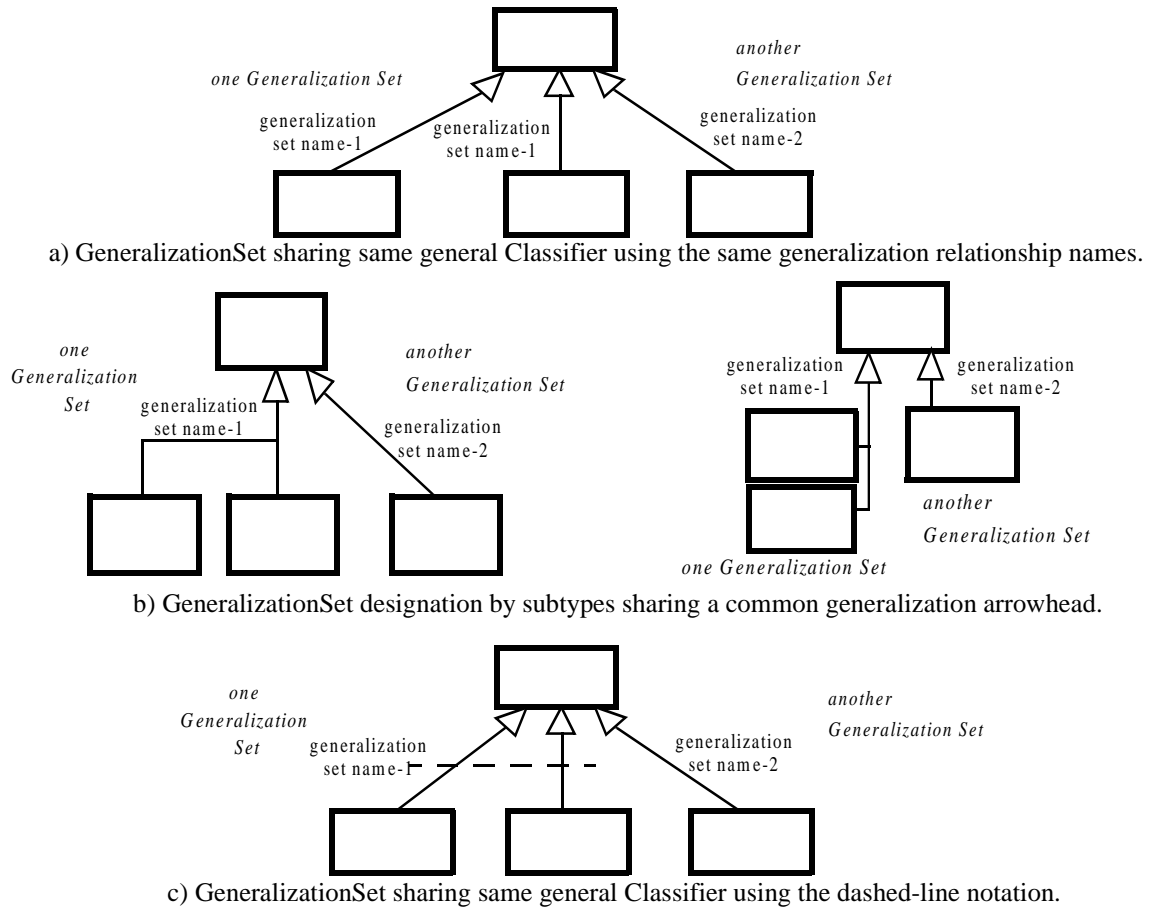 one Generalization Set
another
Generalization Set
generalization
set name-1
generalization
set name-1
generalization
set name-2
a) GeneralizationSet sharing same general Classifier using the same generalization relationship names.
one
Generalization
Set
generalization
set name-1
another
Generalization Set
generalization
set name-2
generalization
set name-1
generalization
set name-2
another
Generalization Set
one Generalization Set
b) GeneralizationSet designation by subtypes sharing a common generalization arrowhead.
one
Generalization
Set
generalization
set name-1
generalization
set name-2
another
Generalization Set
c) GeneralizationSet sharing same general Classifier using the dashed-line notation.